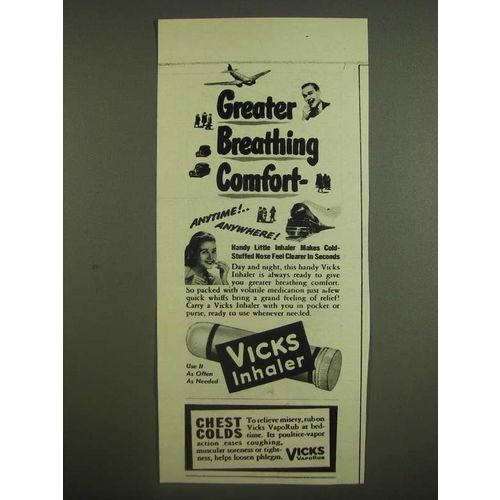 Greater
Breathing
Comfort-
ANYTIME!..
ANYWHERE!
Handy Little Inhaler Makes Cold-
Stuffed Nose Feel Clearer In Seconds
Day and night, this handy Vicks
Inhaler is always ready to give
you greater breathing comfort.
So packed with volatile medication just a few
quick whiffs bring a grand feeling of relief!
Carry a Vicks Inhaler with you in pocket or
purse, ready to use whenever needed.
Use It
As Often
As Needed
VICKS
Inhaler
CHEST
COLDS
To relieve misery, rub on
Vicks VapoRub at bed-
time. Its poultice-vapor
action eases coughing,
muscular soreness or tight-
ness, helps loosen phlegm.
VICKS
VAPORUB